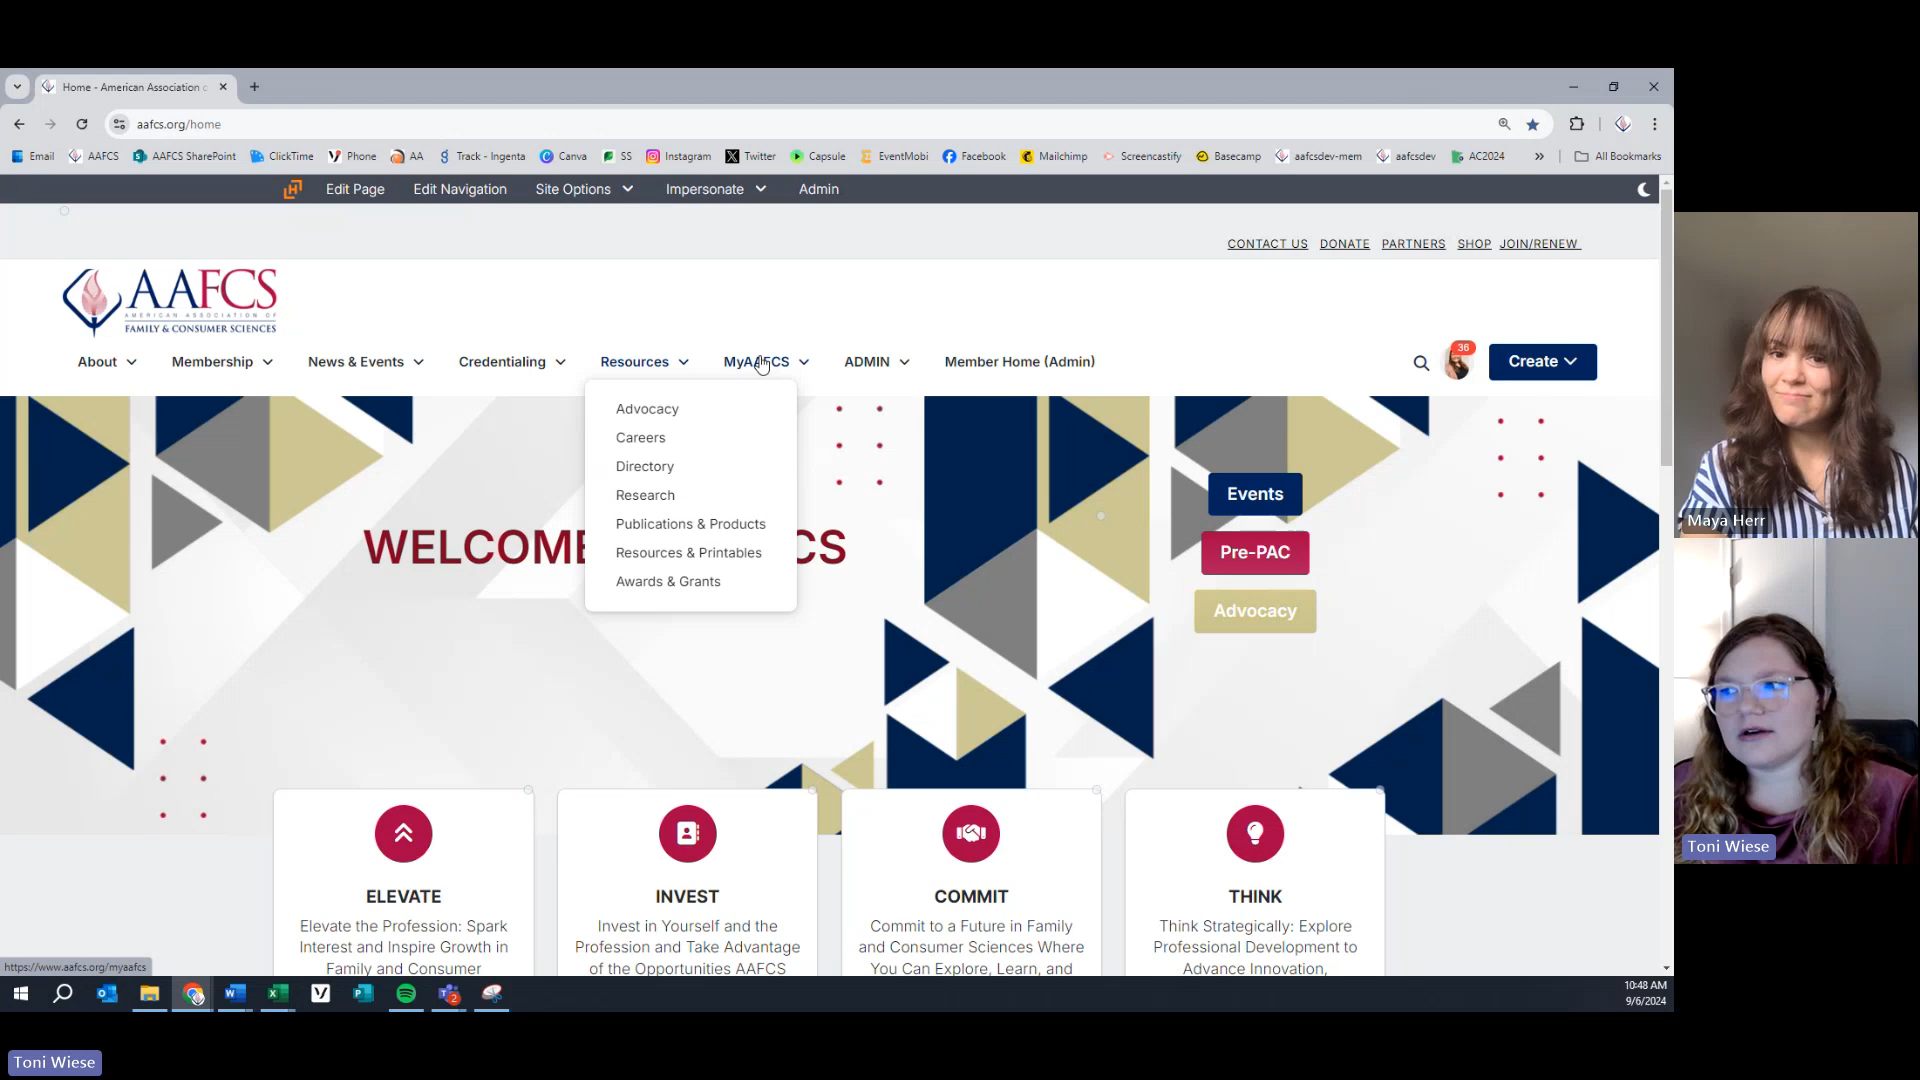 Home - American Association
aafcs.org/home
Email
AAFCS
AAFCS SharePoint
ClickTime
Phone
AA
Track - Ingenta
Canva
SS
Instagram
Twitter
Capsule
EventMobi
Facebook
Mailchimp
Screencastify
Basecamp
aafcsdev-mem
aafcsdev
AC2024
All Bookmarks
Edit Page
Edit Navigation
Site Options
Impersonate
Admin
CONTACT US
DONATE
PARTNERS
SHOP
JOIN/RENEW
AAFCS
AMERICAN ASSOCIATION OF
FAMILY & CONSUMER SCIENCES
About
Membership
News & Events
Credentialing
Resources
MyAAFCS
ADMIN
Member Home (Admin)
36
Create
Advocacy
Careers
Directory
Research
Publications & Products
Resources & Printables
Awards & Grants
WELCOME
CS
Events
Pre-PAC
Advocacy
ELEVATE
Elevate the Profession: Spark
Interest and Inspire Growth in
Family and Consumer
INVEST
Invest in Yourself and the
Profession and Take Advantage
of the Opportunities AAFCS
COMMIT
Commit to a Future in Family
and Consumer Sciences Where
You Can Explore, Learn, and
THINK
Think Strategically: Explore
Professional Development to
Advance Innovation,
https://www.aafcs.org/myaafcs
10:48 AM
9/6/2024
Maya Herr
Toni Wiese
Toni Wiese